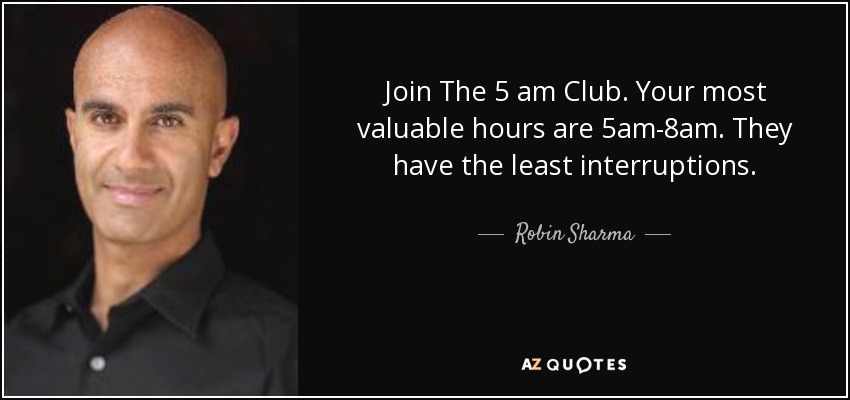 Join The 5 am Club. Your most
valuable hours are 5am-8am. They
have the least interruptions.
Robin Sharma
AZ QUOTES